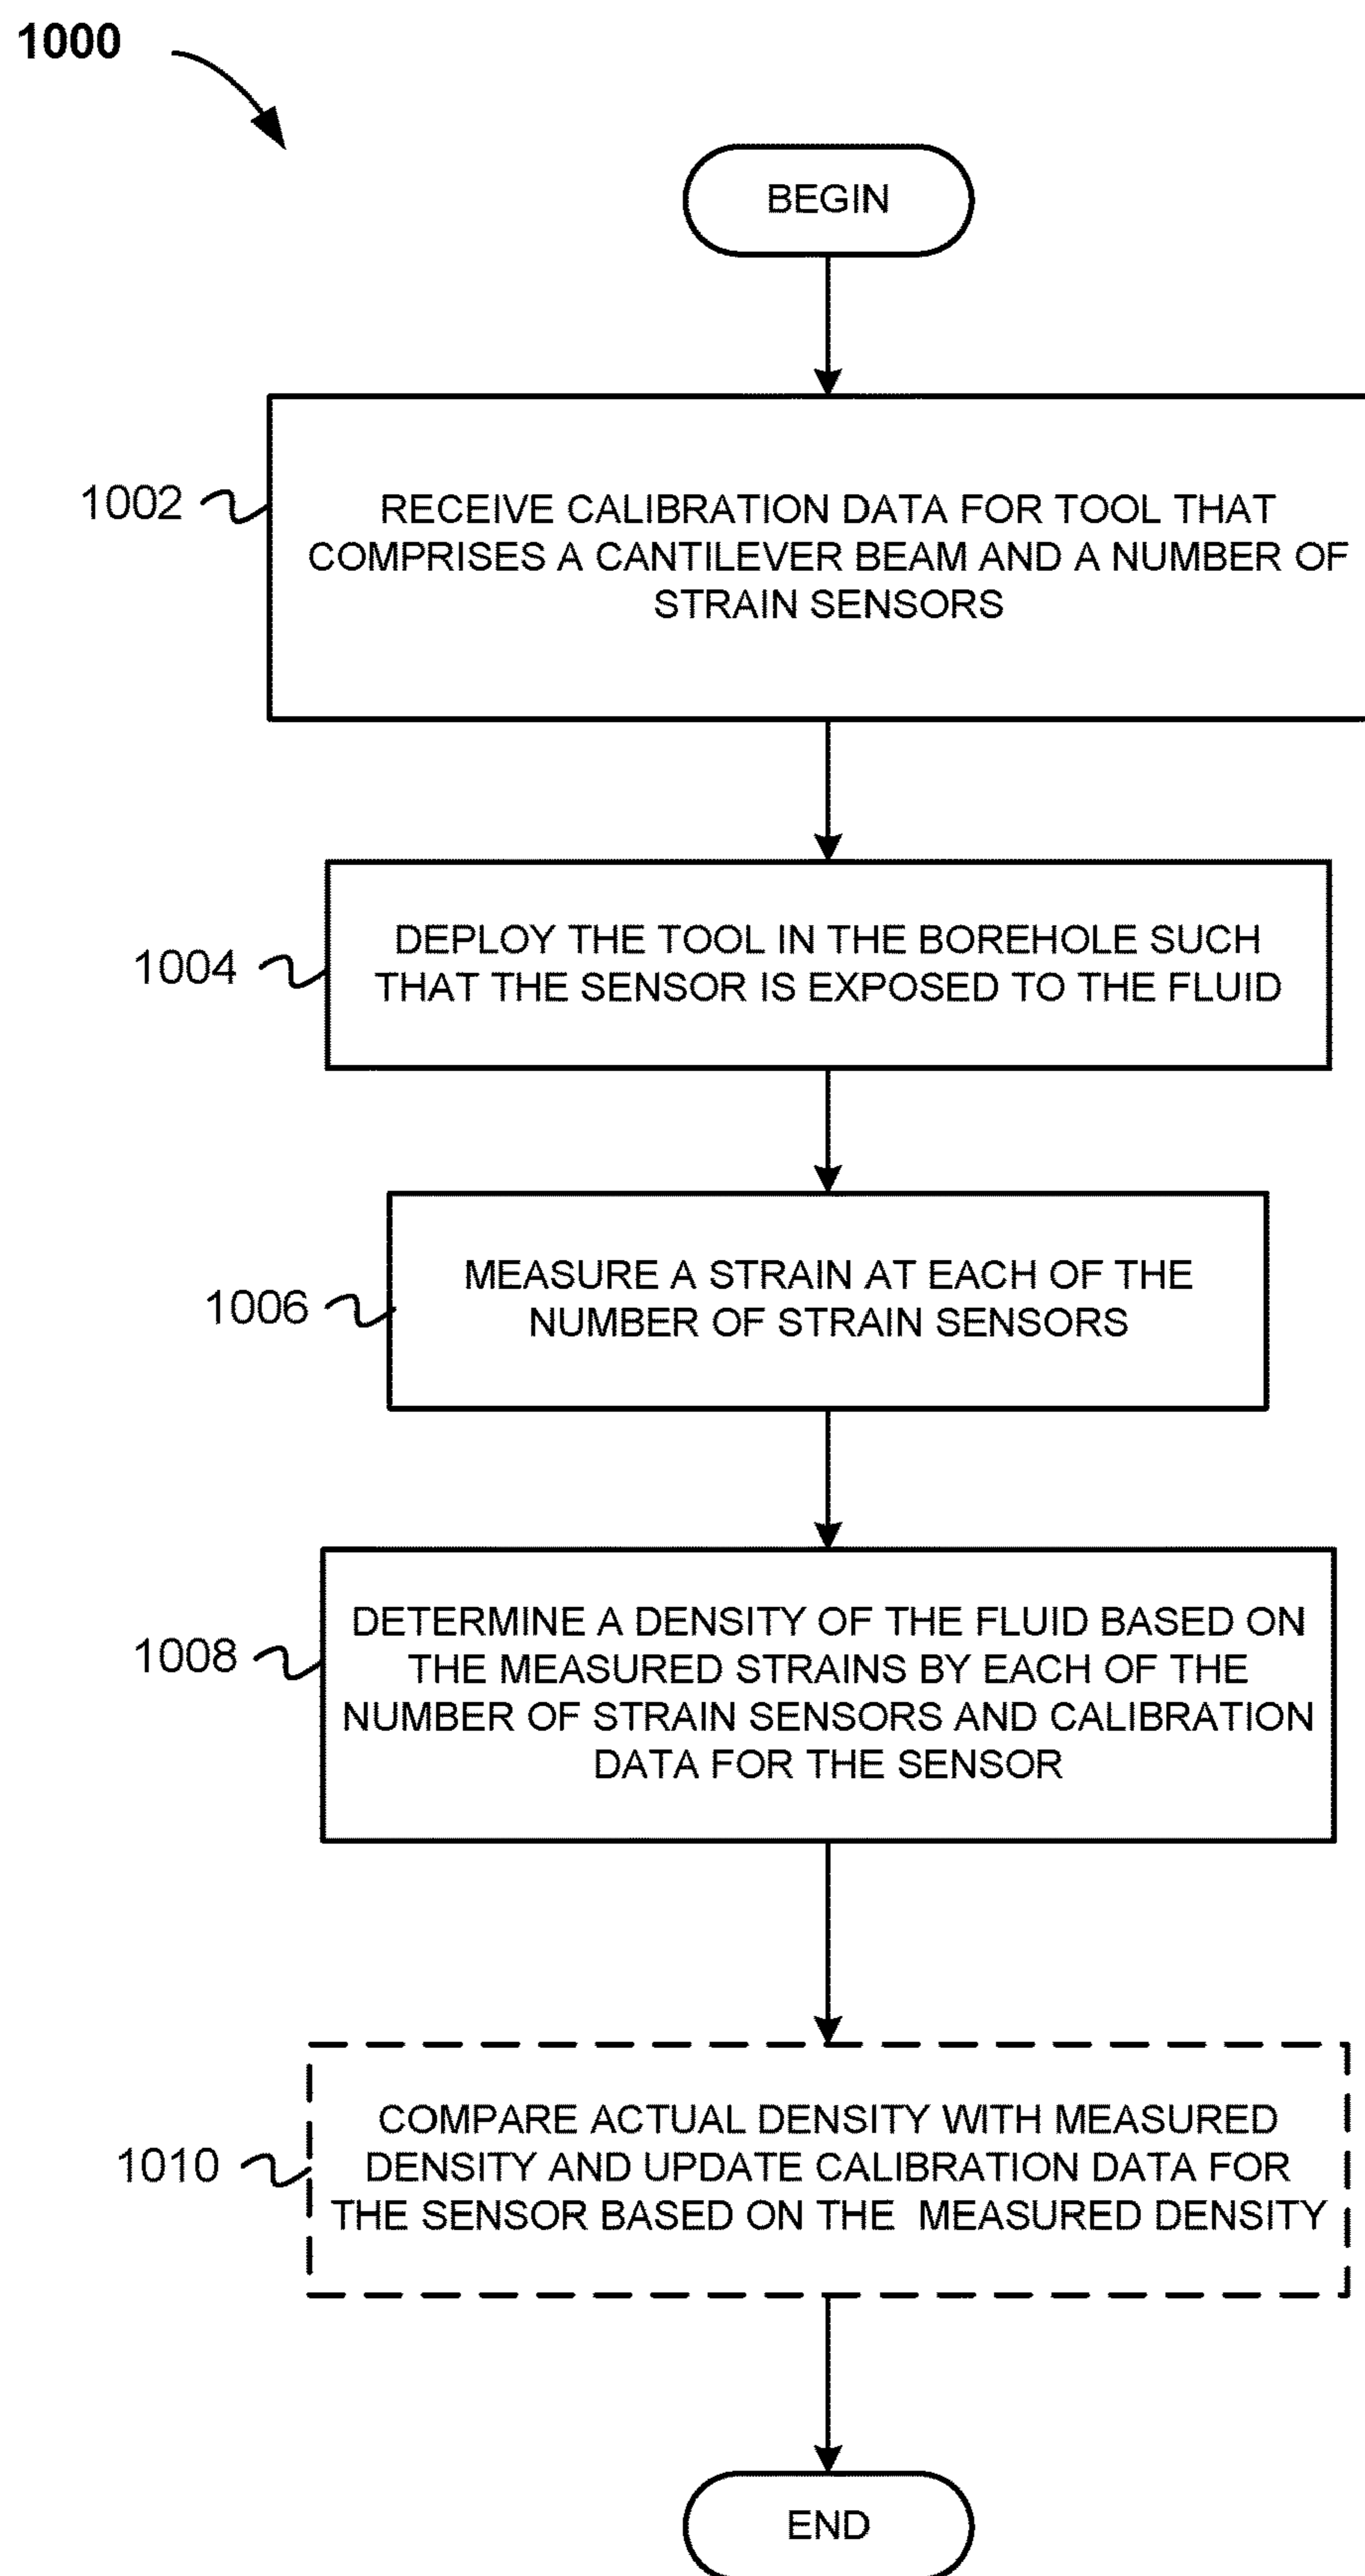 1000
BEGIN
1002
RECEIVE CALIBRATION DATA FOR TOOL THAT
COMPRISES A CANTILEVER BEAM AND A NUMBER OF
STRAIN SENSORS
1004
DEPLOY THE TOOL IN THE BOREHOLE SUCH
THAT THE SENSOR IS EXPOSED TO THE FLUID
1006
MEASURE A STRAIN AT EACH OF THE
NUMBER OF STRAIN SENSORS
1008
DETERMINE A DENSITY OF THE FLUID BASED ON
THE MEASURED STRAINS BY EACH OF THE
NUMBER OF STRAIN SENSORS AND CALIBRATION
DATA FOR THE SENSOR
1010
COMPARE ACTUAL DENSITY WITH MEASURED
DENSITY AND UPDATE CALIBRATION DATA FOR
THE SENSOR BASED ON THE MEASURED DENSITY
END